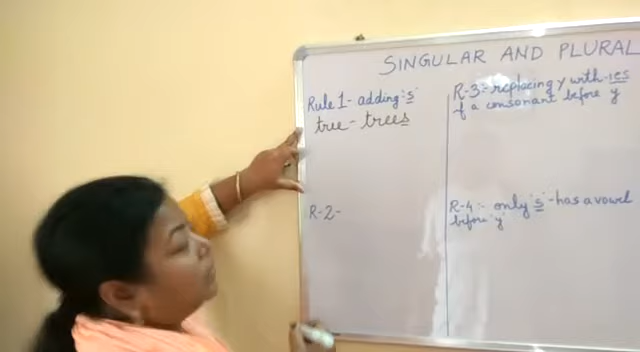 SINGULAR AND PLURAL
Rule 1- adding 's'
tree - trees
R-2-
R-3:- replacing y with -ies
if a consonant before y
R-4:- only 's' -has a vowel
before 'y'